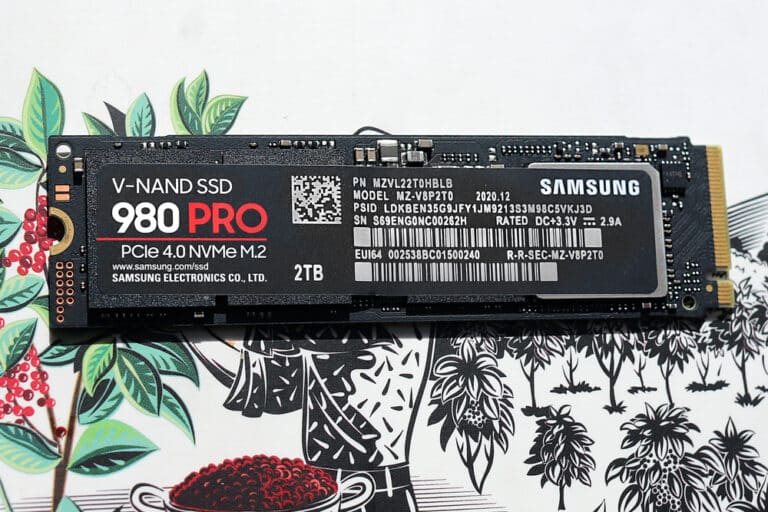 V-NAND SSD
980 PRO
PCIe 4.0 NVMe M.2
www.samsung.com/ssd
SAMSUNG ELECTRONICS CO., LTD.
2TB
PN MZVL22T0HBLB
MODEL MZ-V8P2T0 2020.12
SAMSUNG
PSID LDKBEN35G9JFY1JM9213S3M98C5VKJ3D
SN S69ENG0NC00262H RATED DC+3.3V ⎓ 2.9A
EUI64 002538BC01500240 R-R-SEC-MZ-V8P2T0